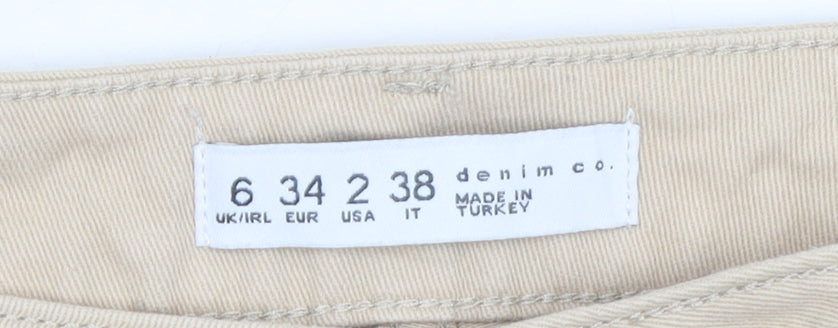 6 34 2 38 denim co.
UK/IRL EUR USA IT MADE IN
TURKEY